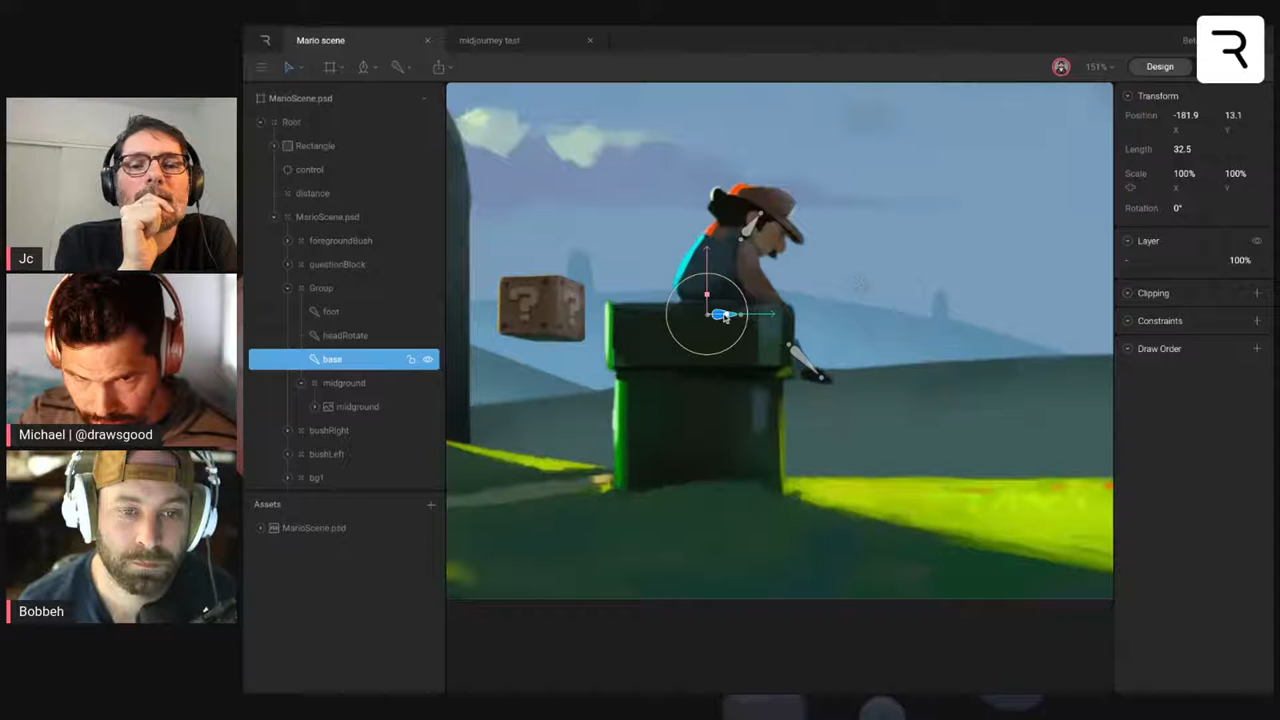 Mario scene
midjourney test
Bet
151%
Design
MarioScene.psd
Root
Rectangle
control
distance
MarioScene.psd
foregroundBush
questionBlock
Group
foot
headRotate
base
midground
midground
bushRight
bushLeft
bg1
Assets
MarioScene.psd
Transform
Position -181.9 13.1
X Y
Length 32.5
Scale 100% 100%
X Y
Rotation 0°
Layer
- 100%
Clipping
Constraints
Draw Order
Jc
Michael | @drawsgood
Bobbeh
? ?
R